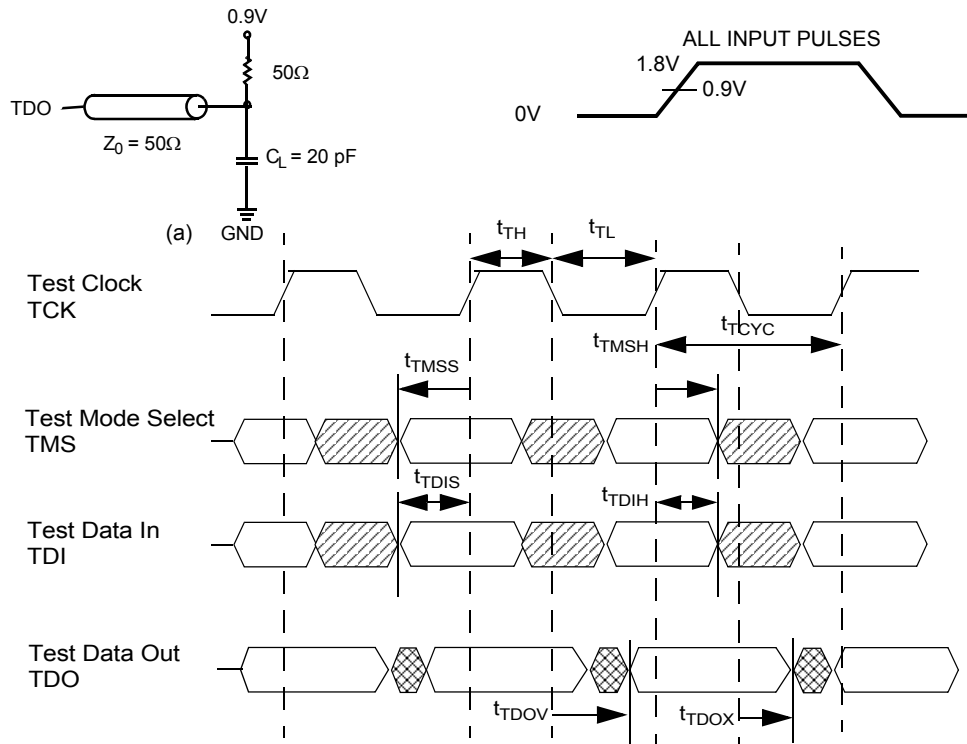 0.9V
ALL INPUT PULSES
50Ω
1.8V
0.9V
TDO
0V
Z0 = 50Ω
CL = 20 pF
(a)
GND
tTH
tTL
Test Clock
TCK
tTCYC
tTMSH
tTMSS
Test Mode Select
TMS
tTDIS
tTDIH
Test Data In
TDI
Test Data Out
TDO
tTDOV
tTDOX